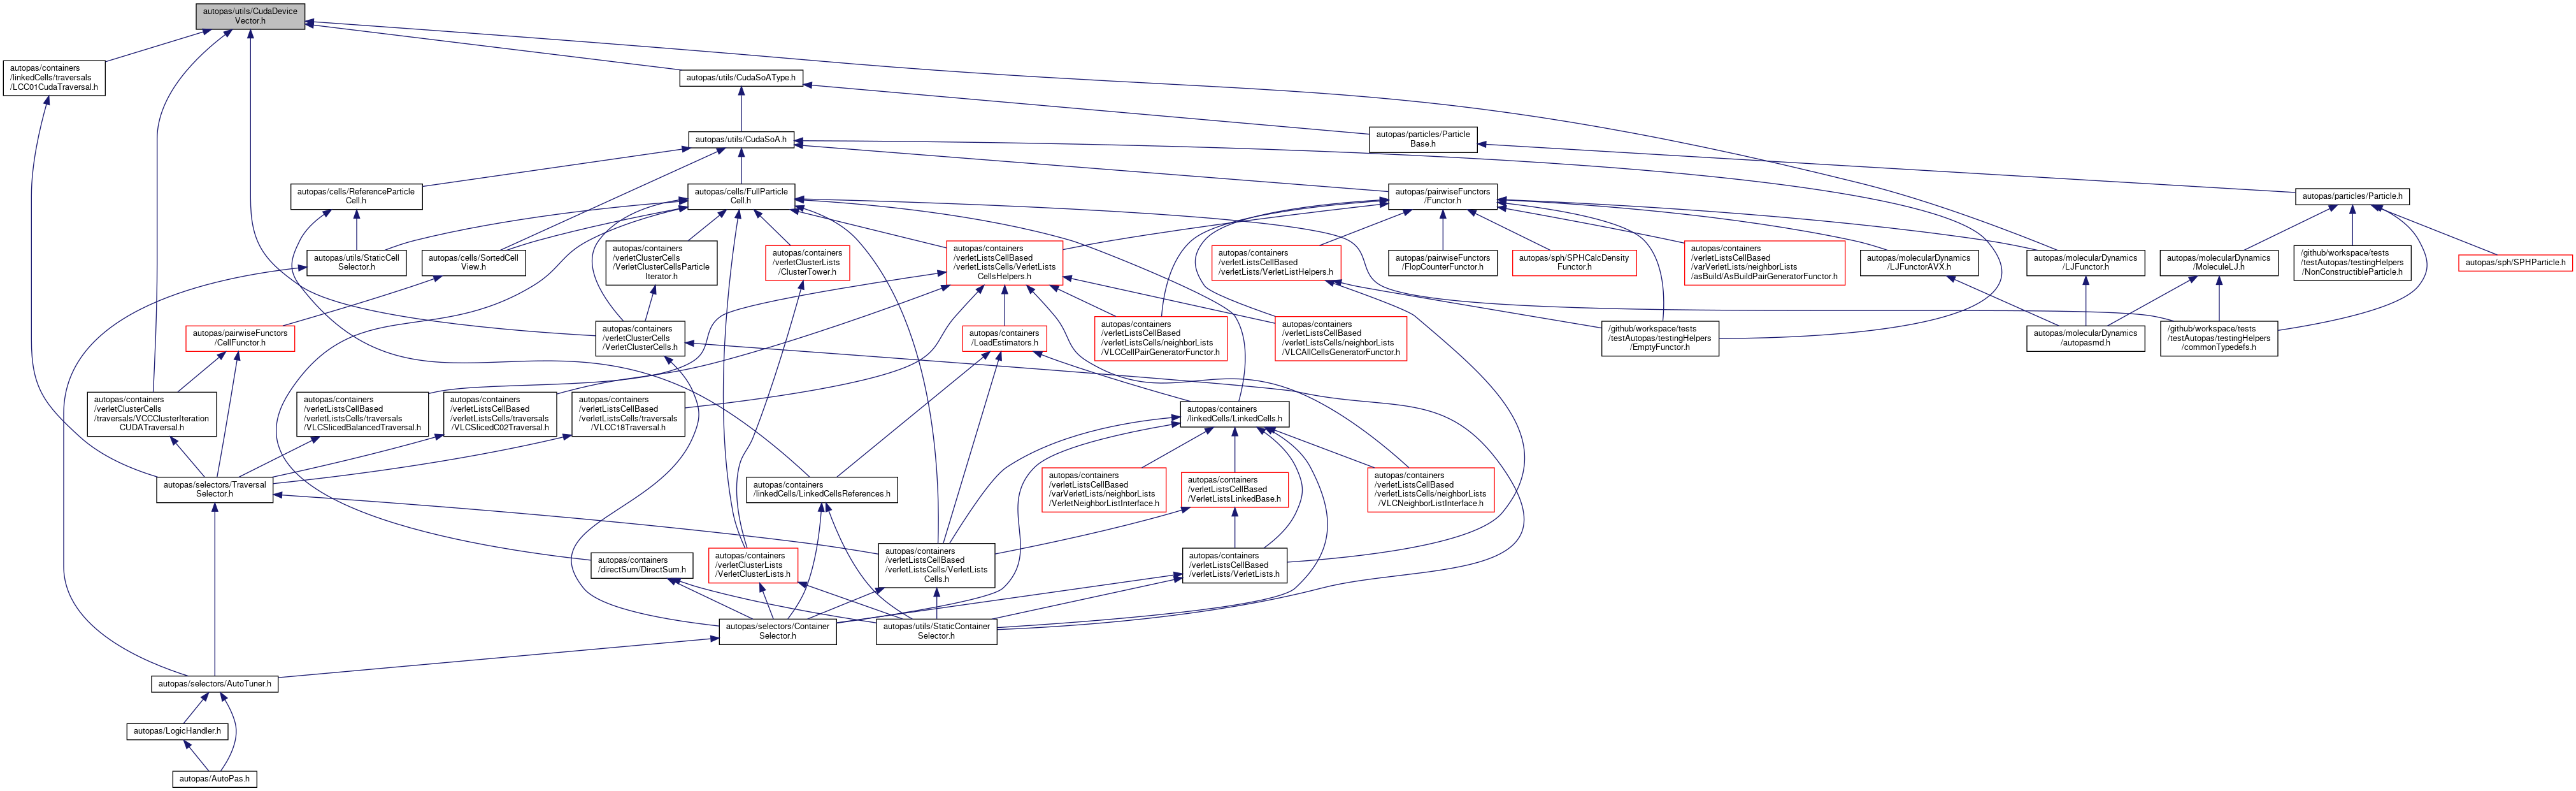 autopas/utils/CudaDevice
Vector.h
autopas/containers
/linkedCells/traversals
/LCC01CudaTraversal.h
autopas/utils/CudaSoAType.h
autopas/utils/CudaSoA.h
autopas/particles/Particle
Base.h
autopas/cells/ReferenceParticle
Cell.h
autopas/cells/FullParticle
Cell.h
autopas/pairwiseFunctors
/Functor.h
autopas/particles/Particle.h
autopas/utils/StaticCell
Selector.h
autopas/cells/SortedCell
View.h
autopas/containers
/verletClusterCells
/VerletClusterCellsParticle
Iterator.h
autopas/containers
/verletClusterLists
/ClusterTower.h
autopas/containers
/verletListsCellBased
/verletListsCells/VerletLists
CellsHelpers.h
autopas/containers
/verletListsCellBased
/verletLists/VerletListHelpers.h
autopas/pairwiseFunctors
/FlopCounterFunctor.h
autopas/sph/SPHCalcDensity
Functor.h
autopas/containers
/verletListsCellBased
/varVerletLists/neighborLists
/asBuild/AsBuildPairGeneratorFunctor.h
autopas/molecularDynamics
/LJFunctorAVX.h
autopas/molecularDynamics
/LJFunctor.h
autopas/molecularDynamics
/MoleculeLJ.h
/github/workspace/tests
/testAutopas/testingHelpers
/NonConstructibleParticle.h
autopas/sph/SPHParticle.h
autopas/pairwiseFunctors
/CellFunctor.h
autopas/containers
/verletClusterCells
/VerletClusterCells.h
autopas/containers
/LoadEstimators.h
autopas/containers
/verletListsCellBased
/verletListsCells/neighborLists
/VLCCellPairGeneratorFunctor.h
autopas/containers
/verletListsCellBased
/verletListsCells/neighborLists
/VLCAllCellsGeneratorFunctor.h
/github/workspace/tests
/testAutopas/testingHelpers
/EmptyFunctor.h
autopas/molecularDynamics
/autopasmd.h
/github/workspace/tests
/testAutopas/testingHelpers
/commonTypedefs.h
autopas/containers
/verletClusterCells
/traversals/VCCClusterIteration
CUDATraversal.h
autopas/containers
/verletListsCellBased
/verletListsCells/traversals
/VLCSlicedBalancedTraversal.h
autopas/containers
/verletListsCellBased
/verletListsCells/traversals
/VLCSlicedC02Traversal.h
autopas/containers
/verletListsCellBased
/verletListsCells/traversals
/VLCC18Traversal.h
autopas/containers
/linkedCells/LinkedCells.h
autopas/selectors/Traversal
Selector.h
autopas/containers
/linkedCells/LinkedCellsReferences.h
autopas/containers
/verletListsCellBased
/varVerletLists/neighborLists
/VerletNeighborListInterface.h
autopas/containers
/verletListsCellBased
/VerletListsLinkedBase.h
autopas/containers
/verletListsCellBased
/verletListsCells/neighborLists
/VLCNeighborListInterface.h
autopas/containers
/directSum/DirectSum.h
autopas/containers
/verletClusterLists
/VerletClusterLists.h
autopas/containers
/verletListsCellBased
/verletListsCells/VerletLists
Cells.h
autopas/containers
/verletListsCellBased
/verletLists/VerletLists.h
autopas/selectors/Container
Selector.h
autopas/utils/StaticContainer
Selector.h
autopas/selectors/AutoTuner.h
autopas/LogicHandler.h
autopas/AutoPas.h